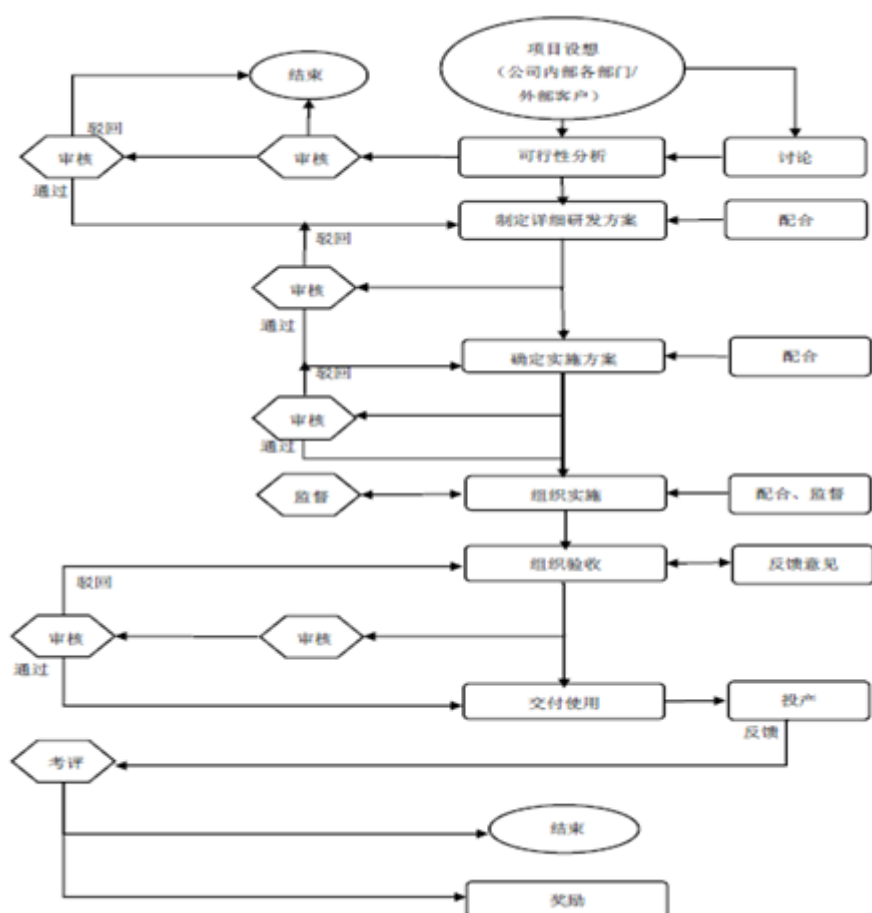 项目设想
（公司内部各部门/
外部客户）
结束
驳回
审核
审核
可行性分析
讨论
通过
制定详细研发方案
配合
驳回
审核
通过
确定实施方案
配合
驳回
审核
通过
监督
组织实施
配合、监督
组织验收
反馈意见
驳回
审核
审核
通过
交付使用
投产
反馈
考评
结束
奖励